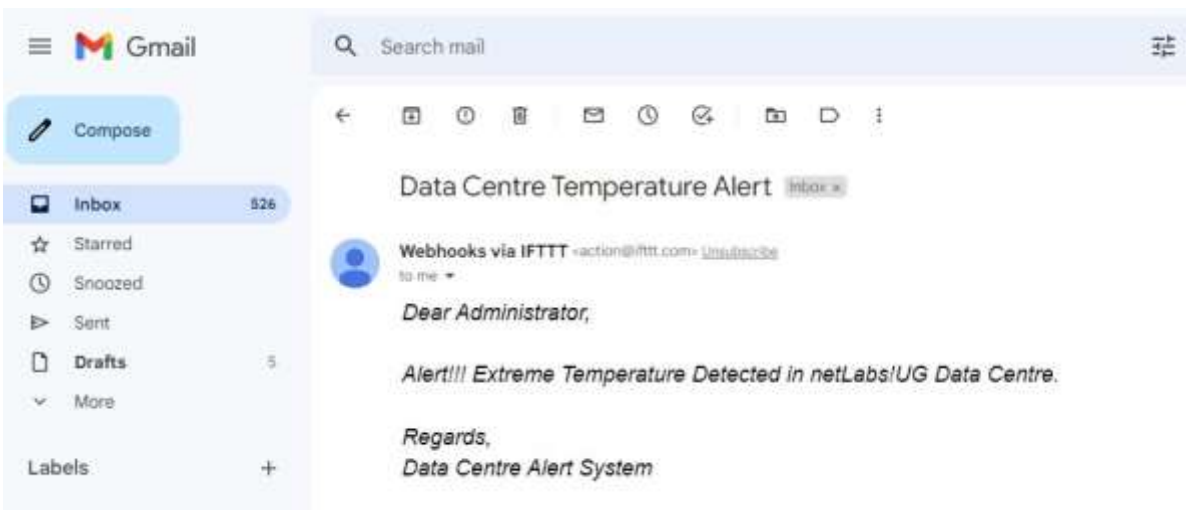 Gmail
Search mail
Compose
Data Centre Temperature Alert Inbox x
Inbox 526
Starred
Webhooks via IFTTT <action@ifttt.com> Unsubscribe
to me
Snoozed
Dear Administrator,
Sent
Drafts 5
Alert!!! Extreme Temperature Detected in netLabs!UG Data Centre.
More
Regards,
Labels +
Data Centre Alert System